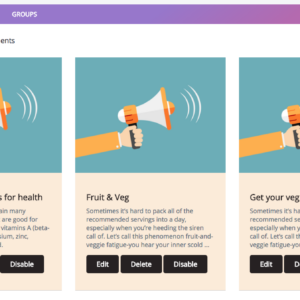 GROUPS
ents
s for health
ain many
are good for
vitamins A (beta-
sium, zinc,
Disable
Fruit & Veg
Sometimes it's hard to pack all of the
recommended servings into a day,
especially when you're heeding the siren
call of. Let's call this phenomenon fruit-and-
veggie fatigue-you hear your inner scold ...
Edit Delete Disable
Get your veg
Sometimes it's hard
recommended se
especially when y
call of. Let's call t
veggie fatigue-yo
Edit De